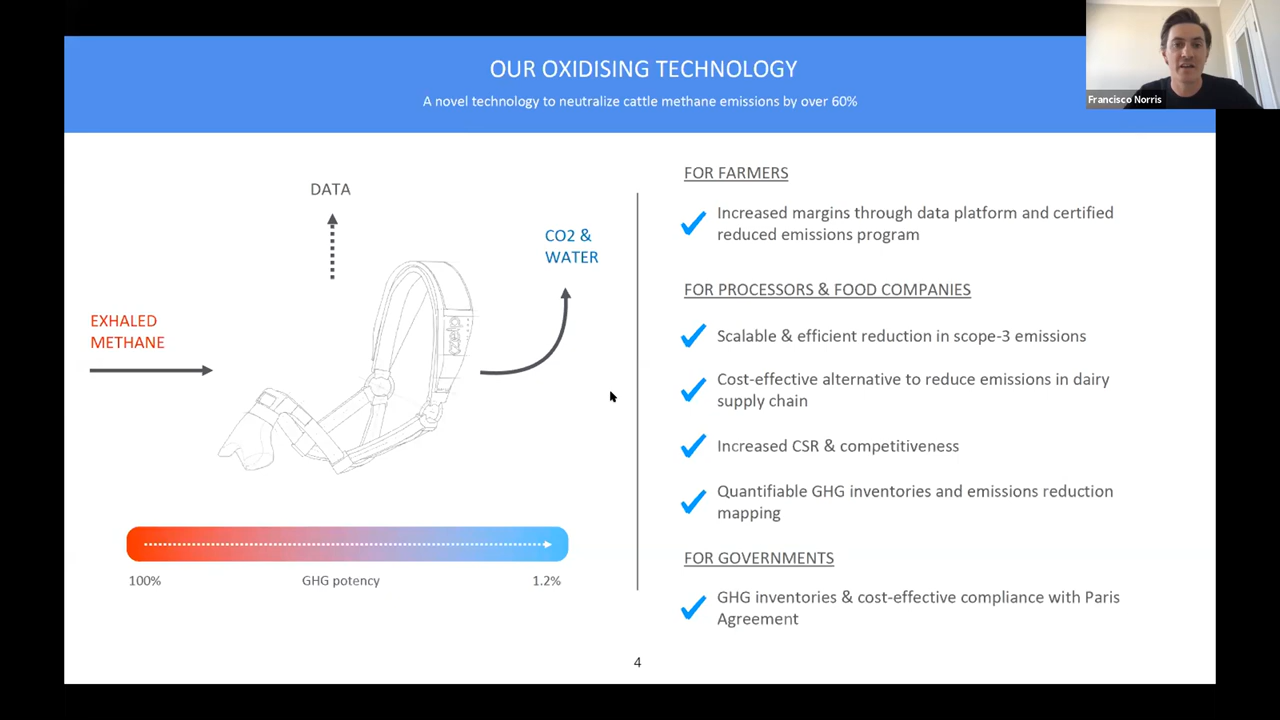 OUR OXIDISING TECHNOLOGY
A novel technology to neutralize cattle methane emissions by over 60%
Francisco Norris
DATA
CO2 &
WATER
EXHALED
METHANE
zelp
100%
GHG potency
1.2%
FOR FARMERS
Increased margins through data platform and certified
reduced emissions program
FOR PROCESSORS & FOOD COMPANIES
Scalable & efficient reduction in scope-3 emissions
Cost-effective alternative to reduce emissions in dairy
supply chain
Increased CSR & competitiveness
Quantifiable GHG inventories and emissions reduction
mapping
FOR GOVERNMENTS
GHG inventories & cost-effective compliance with Paris
Agreement
4